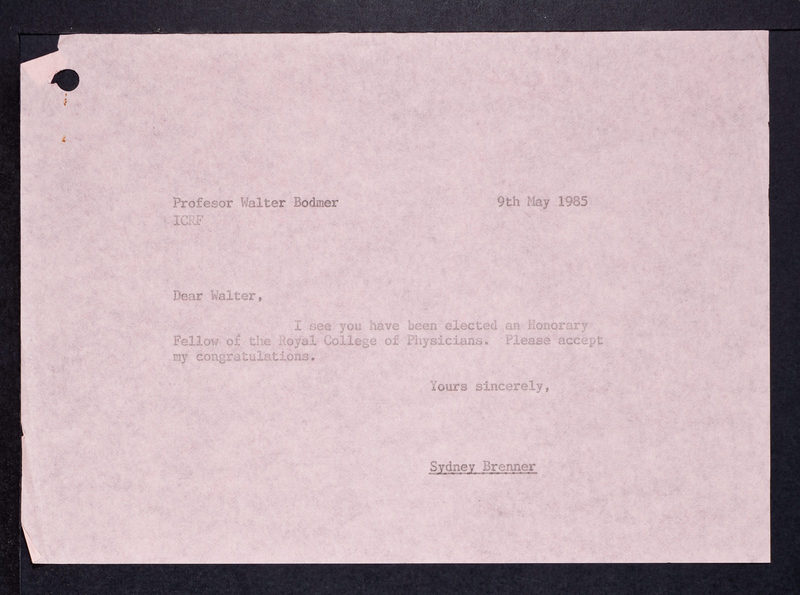 Profesor Walter Bodmer 9th May 1985
ICRF
Dear Walter,
I see you have been elected an Honorary
Fellow of the Royal College of Physicians. Please accept
my congratulations.
Yours sincerely,
Sydney Brenner